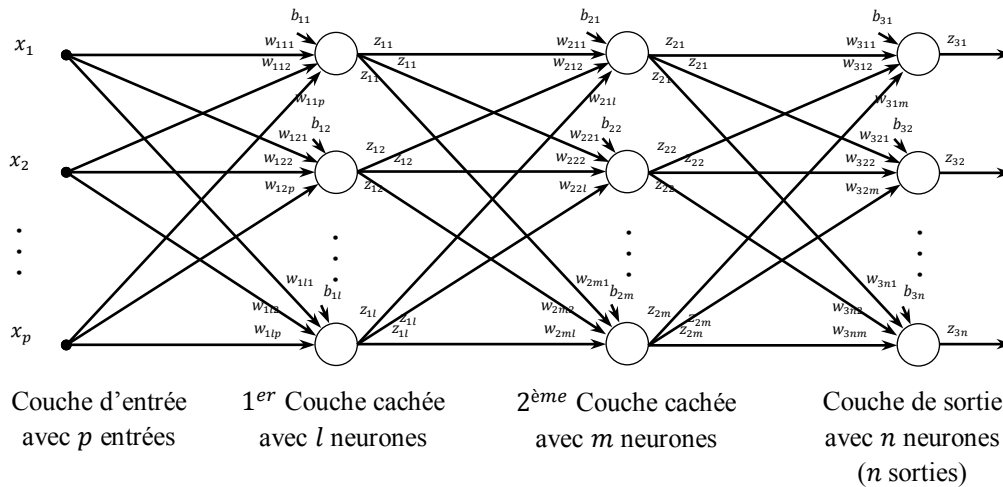 b₁₁ b₂₁ b₃₁
x₁ w₁₁₁ z₁₁ w₂₁₁ z₂₁ w₃₁₁ z₃₁
w₁₁₂ z₁₁ w₂₁₂ z₂₁ w₃₁₂
z₁₁ z₂₁
w₁₁ₚ w₂₁ₗ w₃₁ₘ
b₁₂ b₂₂ b₃₂
w₁₂₁ w₂₂₁ w₃₂₁
x₂ w₁₂₂ z₁₂ z₁₂ w₂₂₂ z₂₂ z₂₂ w₃₂₂ z₃₂
w₁₂ₚ z₁₂ w₂₂ₗ z₂₂ w₃₂ₘ
w₁ₗ₁ b₁ₗ w₂ₘ₁ b₂ₘ w₃ₙ₁ b₃ₙ
w₁ₗ₂ z₁ₗ z₁ₗ w₂ₘ₂ z₂ₘ z₂ₘ w₃ₙ₂
xₚ w₁ₗₚ z₁ₗ w₂ₘₗ z₂ₘ w₃ₙₘ z₃ₙ
Couche d’entrée 1ᵉʳ Couche cachée 2ᵉ̀ᵐᵉ Couche cachée Couche de sortie
avec p entrées avec l neurones avec m neurones avec n neurones
(n sorties)